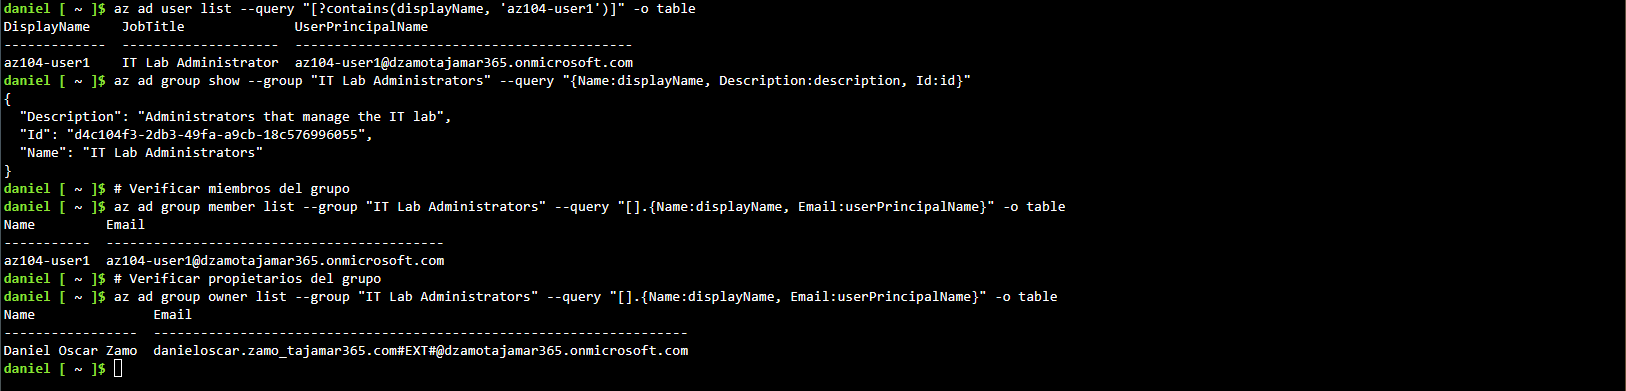 daniel [ ~ ]$ az ad user list --query "[?contains(displayName, 'az104-user1')]" -o table
DisplayName    JobTitle              UserPrincipalName
-------------  --------------------  -------------------------------------------
az104-user1    IT Lab Administrator  az104-user1@dzamotajamar365.onmicrosoft.com
daniel [ ~ ]$ az ad group show --group "IT Lab Administrators" --query "{Name:displayName, Description:description, Id:id}"
{
  "Description": "Administrators that manage the IT lab",
  "Id": "d4c104f3-2db3-49fa-a9cb-18c576996055",
  "Name": "IT Lab Administrators"
}
daniel [ ~ ]$ # Verificar miembros del grupo
daniel [ ~ ]$ az ad group member list --group "IT Lab Administrators" --query "[].{Name:displayName, Email:userPrincipalName}" -o table
Name         Email
-----------  -------------------------------------------
az104-user1  az104-user1@dzamotajamar365.onmicrosoft.com
daniel [ ~ ]$ # Verificar propietarios del grupo
daniel [ ~ ]$ az ad group owner list --group "IT Lab Administrators" --query "[].{Name:displayName, Email:userPrincipalName}" -o table
Name               Email
-----------------  --------------------------------------------------------------------
Daniel Oscar Zamo  danieloscar.zamo_tajamar365.com#EXT#@dzamotajamar365.onmicrosoft.com
daniel [ ~ ]$